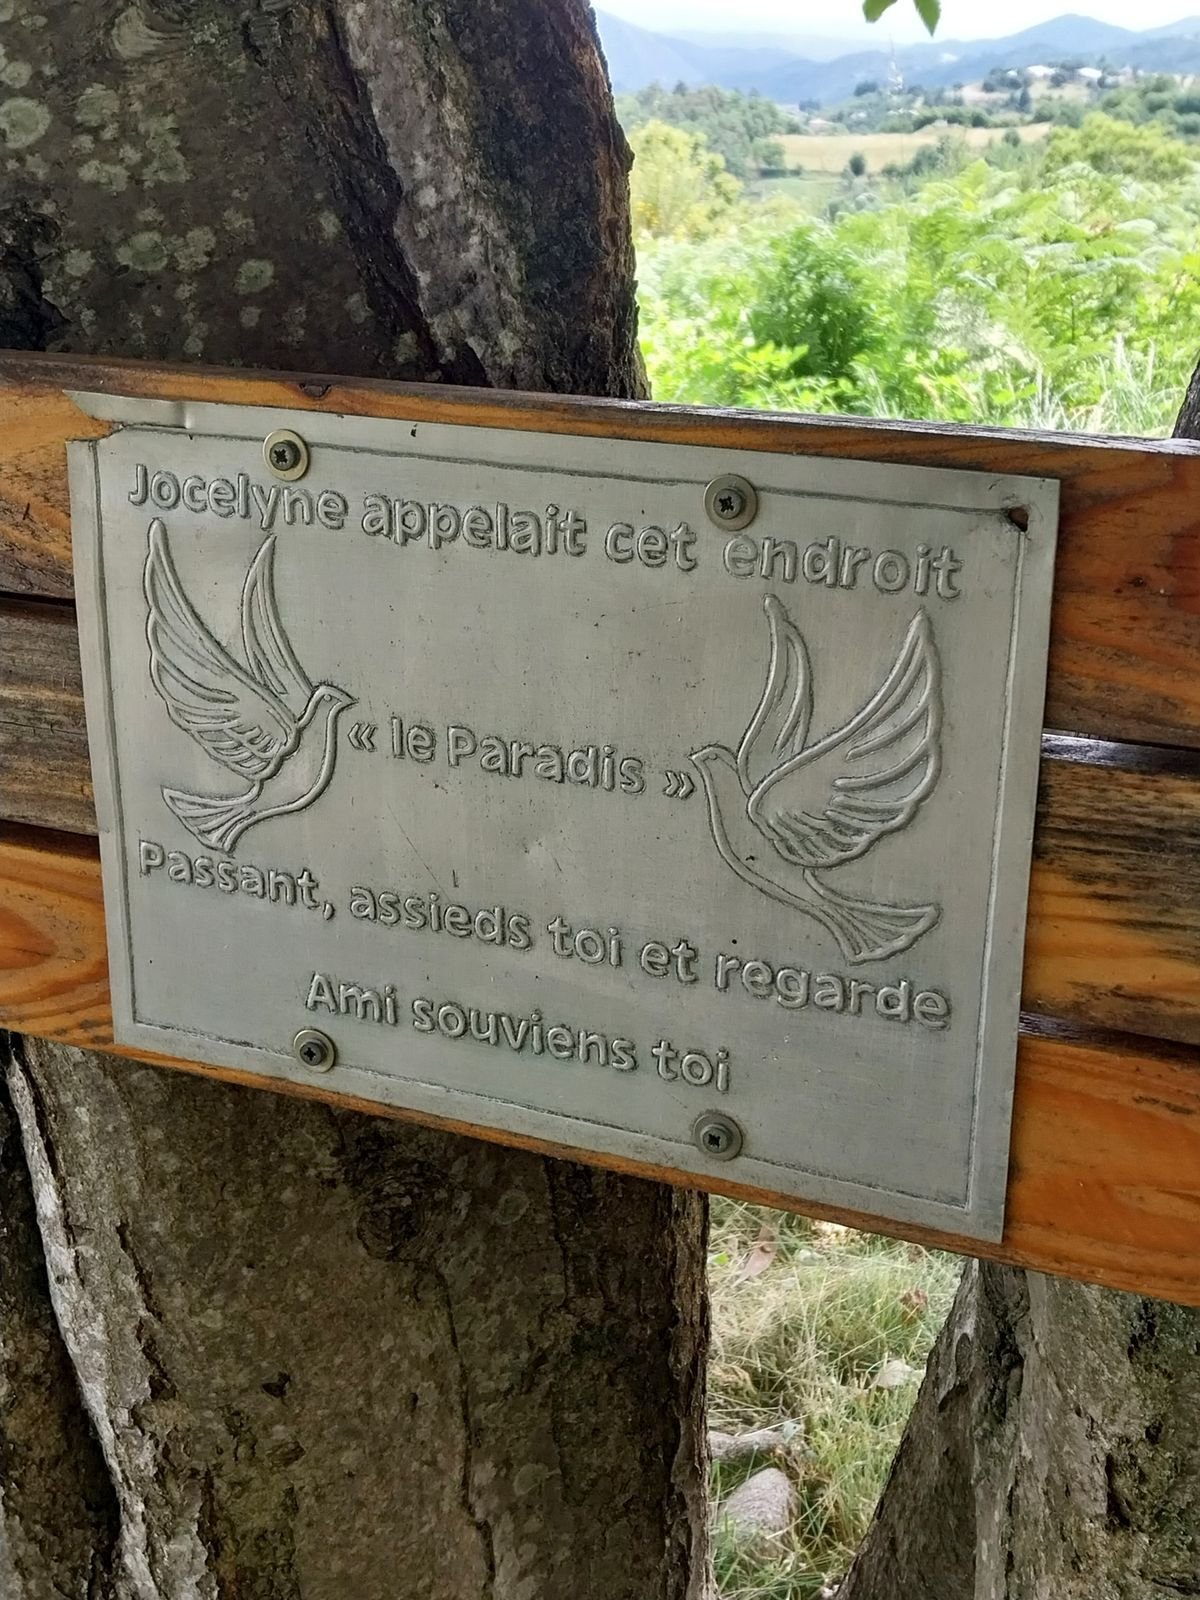 Jocelyne appelait cet endroit
« le Paradis »
Passant, assieds toi et regarde
Ami souviens toi